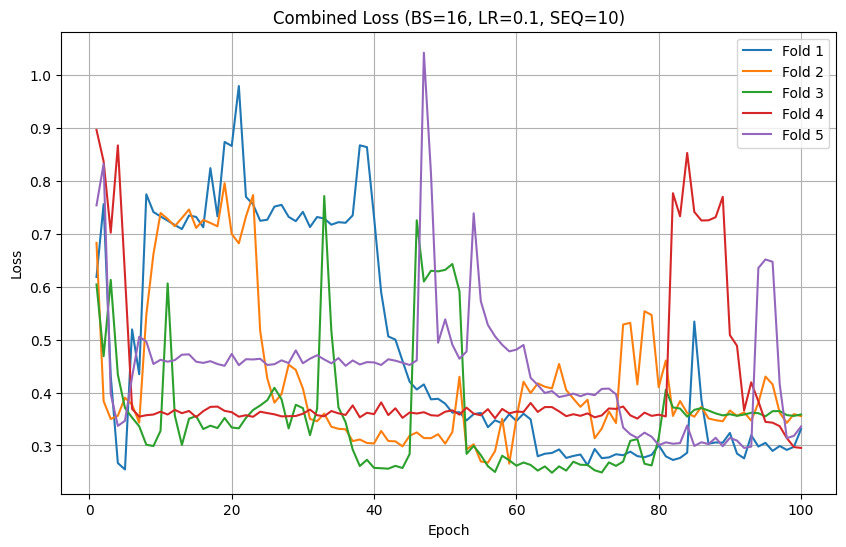 Combined Loss (BS=16, LR=0.1, SEQ=10)
Fold 1
Fold 2
Fold 3
Fold 4
Fold 5
Loss
1.0
0.9
0.8
0.7
0.6
0.5
0.4
0.3
0 20 40 60 80 100
Epoch